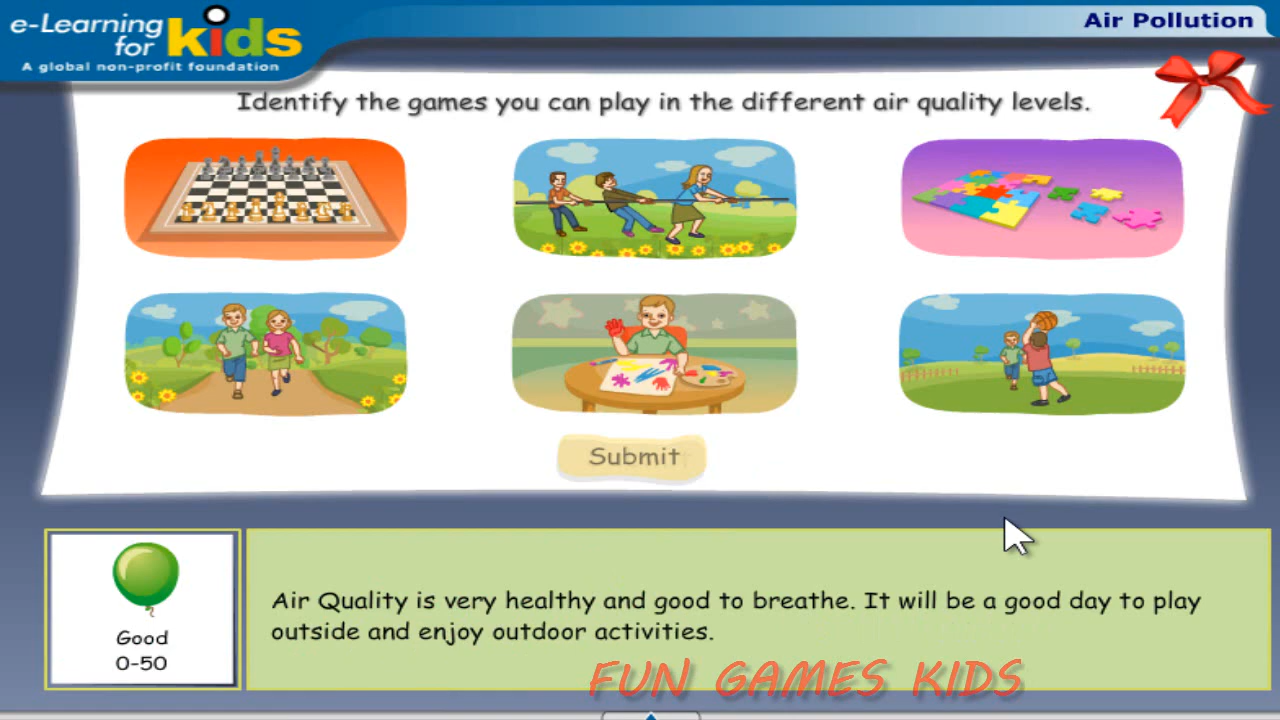 e-Learning
for kids
A global non-profit foundation
Air Pollution
Identify the games you can play in the different air quality levels.
Submit
Good
0-50
Air Quality is very healthy and good to breathe. It will be a good day to play
outside and enjoy outdoor activities.
FUN GAMES KIDS